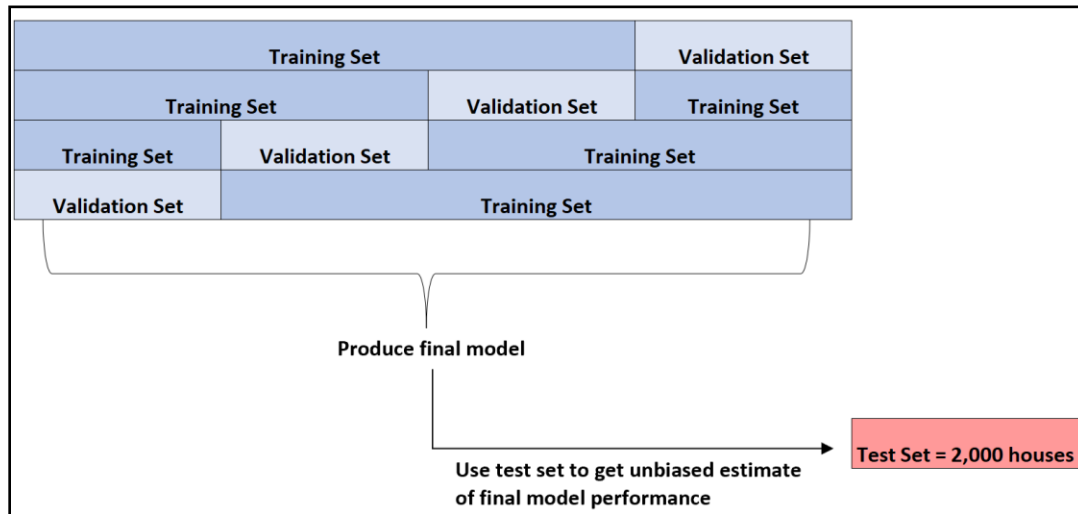 Training Set Validation Set
Training Set Validation Set Training Set
Training Set Validation Set Training Set
Validation Set Training Set
Produce final model
Test Set = 2,000 houses
Use test set to get unbiased estimate
of final model performance